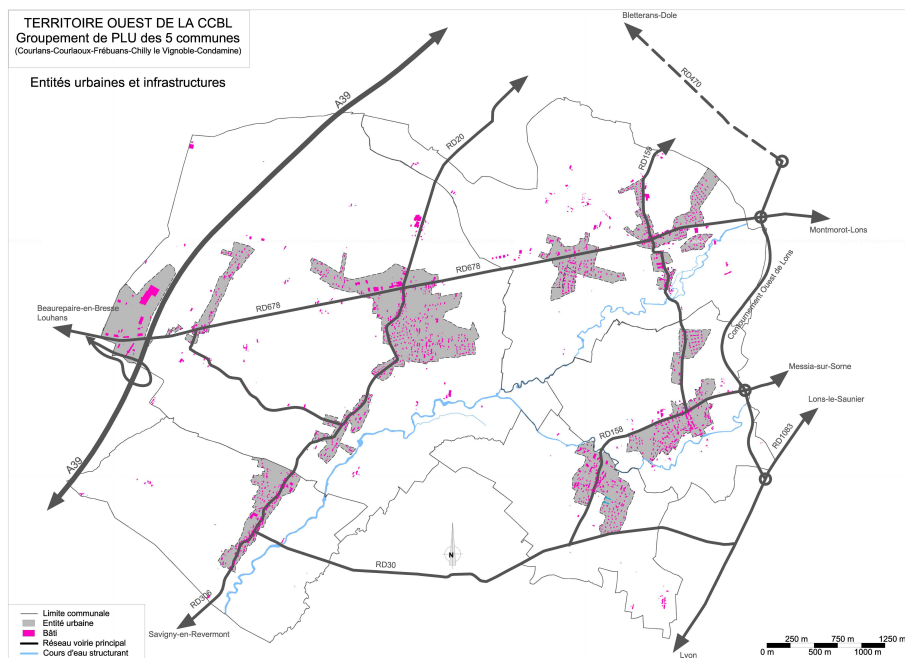 TERRITOIRE OUEST DE LA CCBL
Groupement de PLU des 5 communes
(Courlans-Courlaoux-Frébuans-Chilly le Vignoble-Condamine)
Entités urbaines et infrastructures
Bletterans-Dole
RD470
A39
RD20
RD159
Montmorot-Lons
RD678
Contournement Ouest de Lons
Beaurepaire-en-Bresse
Louhans
RD678
Messia-sur-Sorne
Lons-le-Saunier
RD1083
RD158
A39
N
RD30
RD306
Savigny-en-Revermont
Lyon
Limite communale
Entité urbaine
Bâti
Réseau voirie principal
Cours d'eau structurant
250 m 750 m 1250 m
0 m 500 m 1000 m